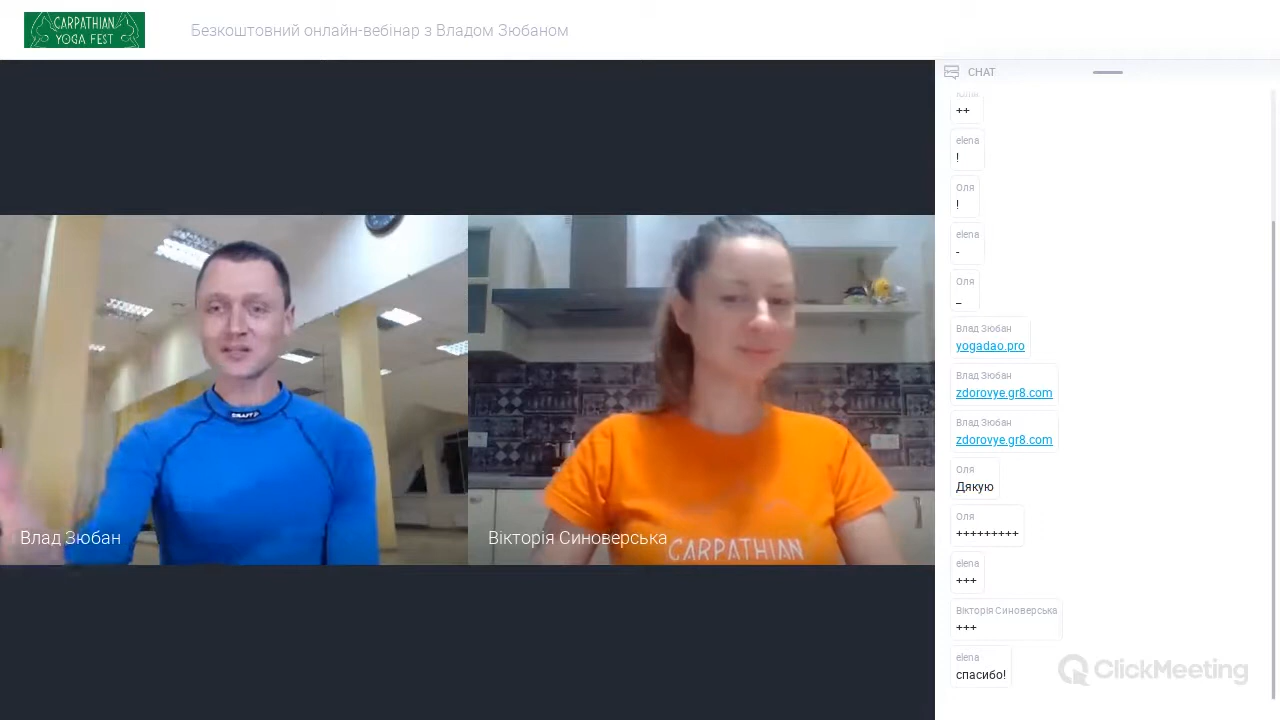 CARPATHIAN
YOGA FEST
Безкоштовний онлайн-вебінар з Владом Зюбаном
CHAT
++
elena
!
Оля
!
elena
-
Оля
_
Влад Зюбан
yogadao.pro
Влад Зюбан
zdorovye.gr8.com
Влад Зюбан
zdorovye.gr8.com
Оля
Дякую
Оля
+++++++++
elena
+++
Вікторія Синоверська
+++
elena
спасибо!
ClickMeeting
CRAFT
Влад Зюбан
Вікторія Синоверська
CARPATHIAN